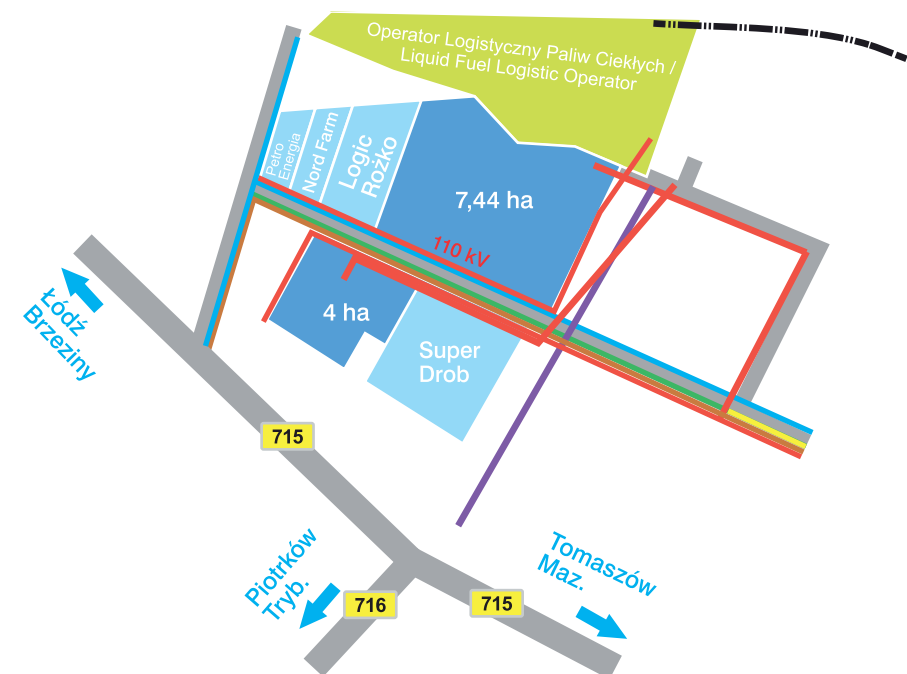 Operator Logistyczny Paliw Ciekłych /
Liquid Fuel Logistic Operator
Petro
Energia
Nord Farm
Logic
Rożko
7,44 ha
110 kV
4 ha
Super
Drob
Łódź
Brzeziny
715
Piotrków
Tryb.
716
715
Tomaszów
Maz.